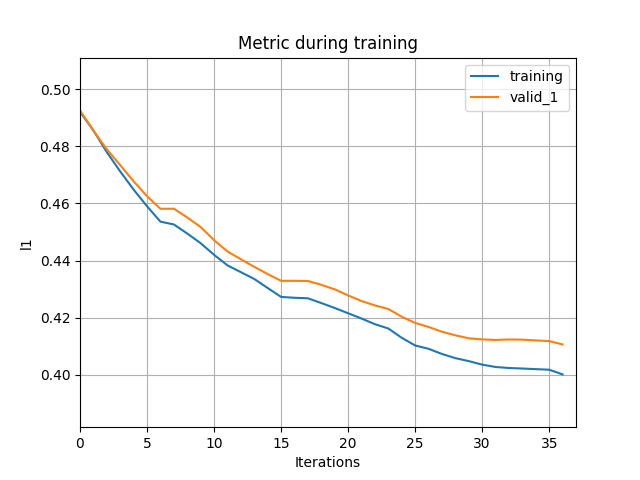 Metric during training
training
valid_1
0.50
0.48
0.46
0.44
0.42
0.40
l1
0 5 10 15 20 25 30 35
Iterations